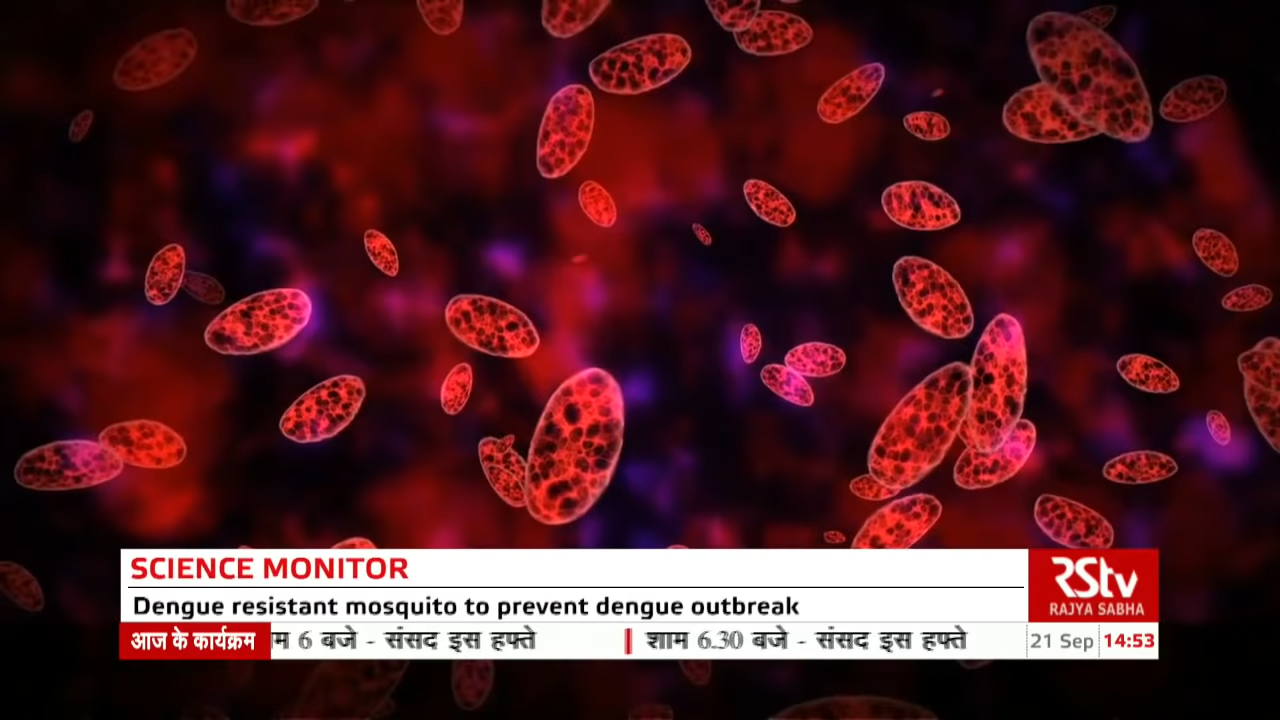 SCIENCE MONITOR
Dengue resistant mosquito to prevent dengue outbreak
RStv
RAJYA SABHA
आज के कार्यक्रम म 6 बजे - संसद इस हफ्ते | शाम 6.30 बजे - संसद इस हफ्ते 21 Sep 14:53